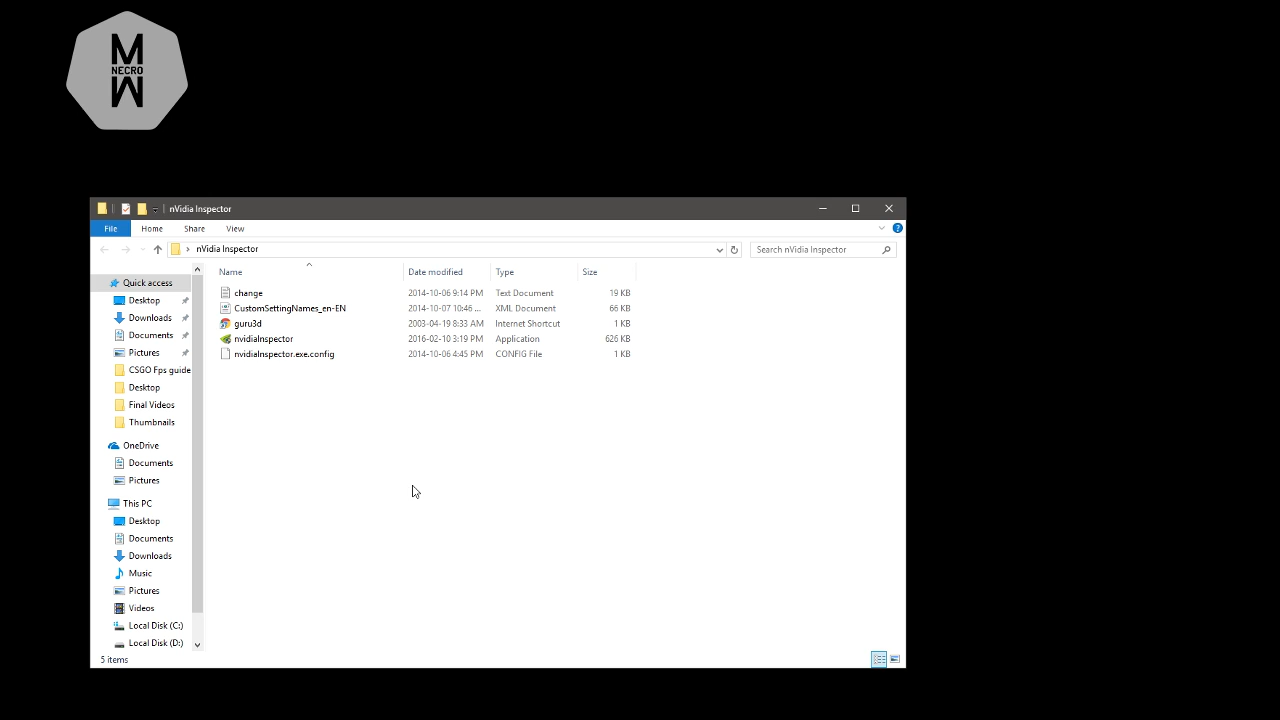 M
NECRO
M
nVidia Inspector
File Home Share View
nVidia Inspector
Search nVidia Inspector
Name Date modified Type Size
change 2014-10-06 9:14 PM Text Document 19 KB
CustomSettingNames_en-EN 2014-10-07 10:46 ... XML Document 66 KB
guru3d 2003-04-19 8:33 AM Internet Shortcut 1 KB
nvidiaInspector 2016-02-10 3:19 PM Application 626 KB
nvidiaInspector.exe.config 2014-10-06 4:45 PM CONFIG File 1 KB
Quick access
Desktop
Downloads
Documents
Pictures
CSGO Fps guide
Desktop
Final Videos
Thumbnails
OneDrive
Documents
Pictures
This PC
Desktop
Documents
Downloads
Music
Pictures
Videos
Local Disk (C:)
Local Disk (D:)
5 items